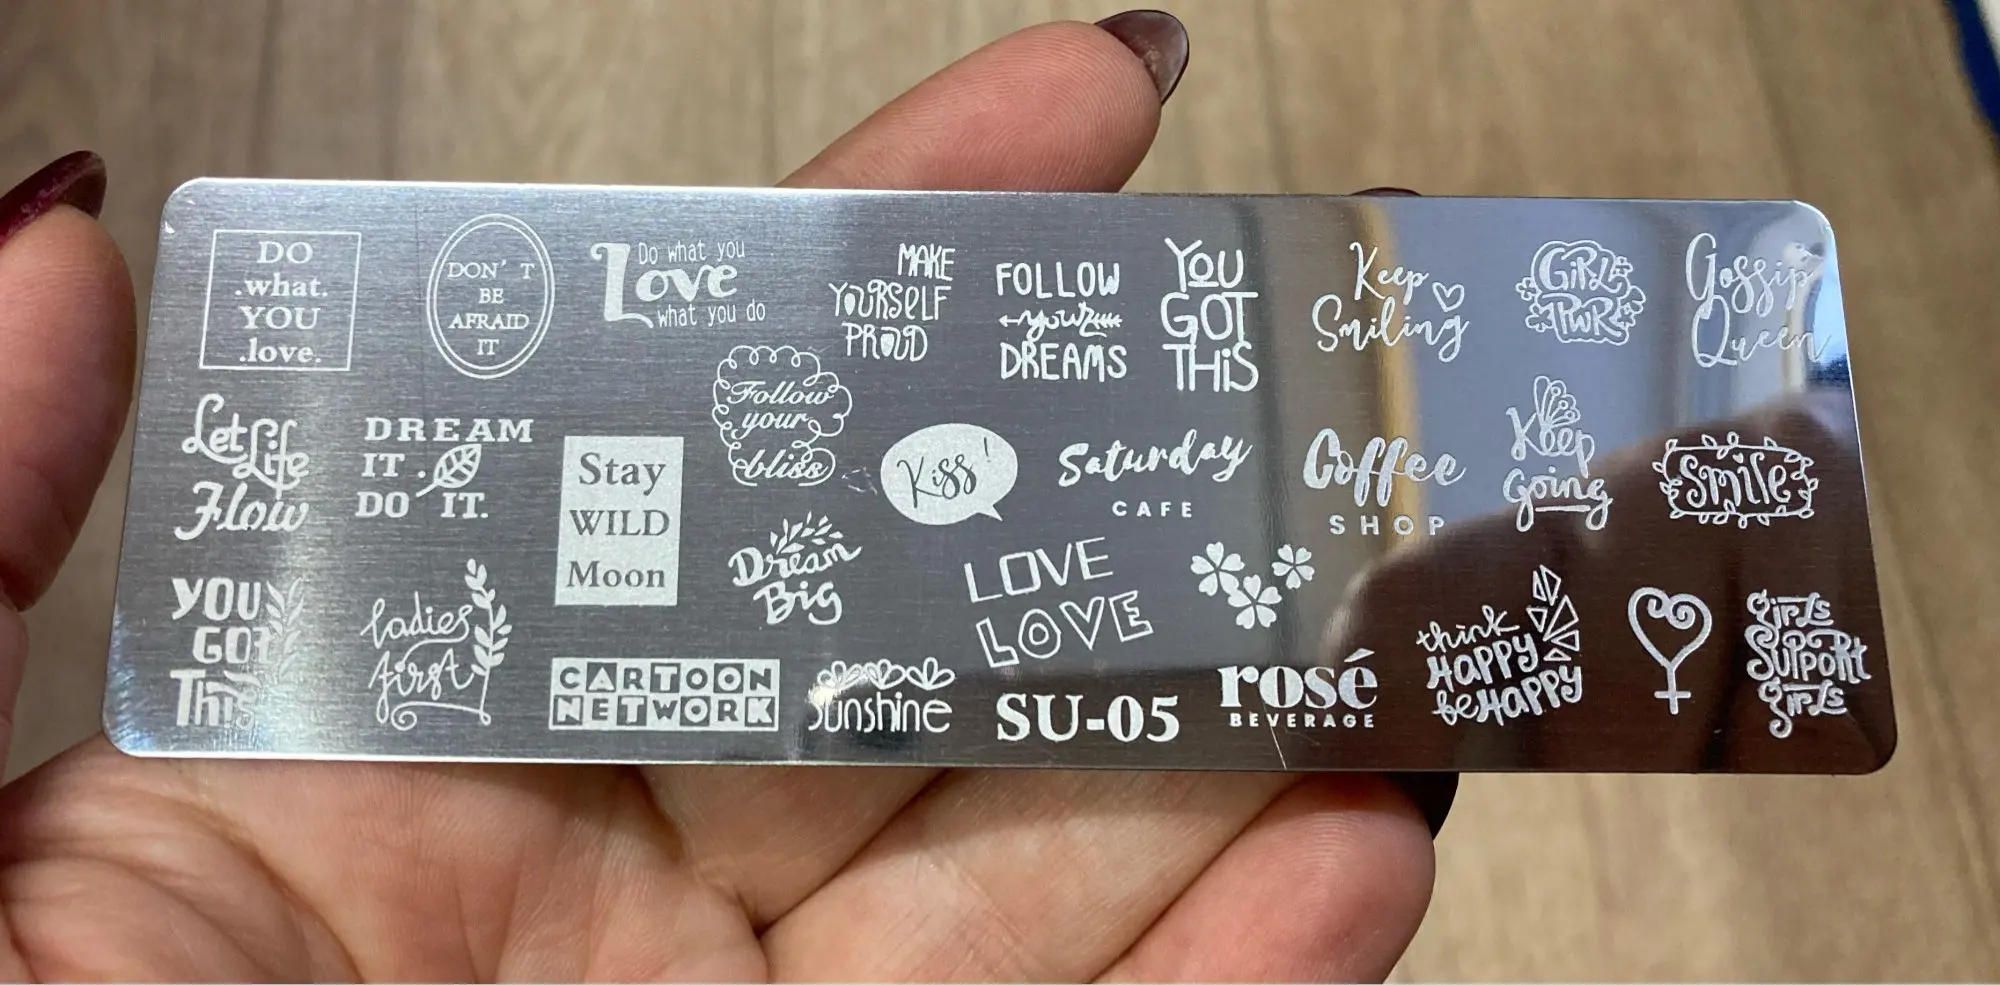 DO
.what.
YOU
.love.
DON' T
BE
AFRAID
IT
Do what you
Love
what you do
MAKE
YOURSELF
PROUD
FOLLOW
your
DREAMS
YOU
GOT
THiS
Keep
Smiling
GiRL
PWR
Gossip
Queen
Let Life
Flow
DREAM
IT.
DO IT.
Stay
WILD
Moon
Follow
your
bliss
Kiss!
Saturday
CAFE
Coffee
SHOP
Keep
going
Smile
YOU
GOT
This
ladies
first
CARTOON
NETWORK
Dream
Big
sunshine
LOVE
LOVE
SU-05
rosé
BEVERAGE
think
HAPPY
be HAPPY
girls
SUPPORt
girls